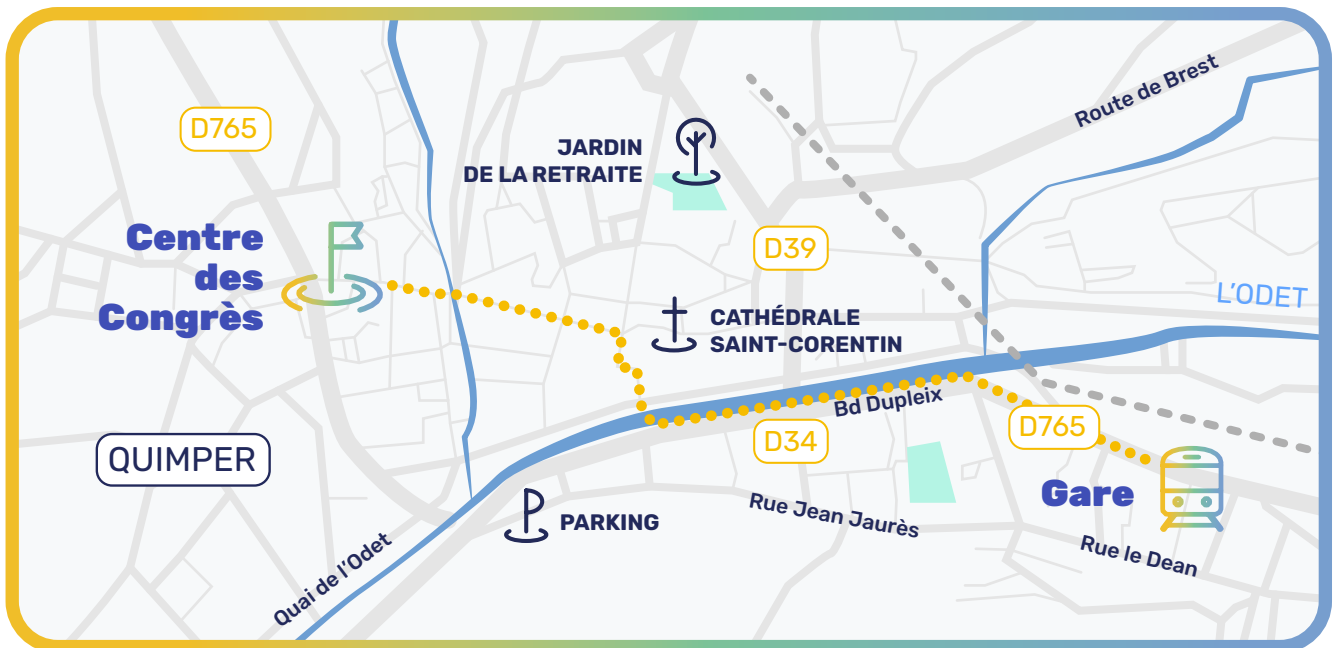 D765
Route de Brest
JARDIN
DE LA RETRAITE
Centre
des
Congrès
D39
L'ODET
CATHÉDRALE
SAINT-CORENTIN
Bd Dupleix
D34
D765
QUIMPER
Gare
PARKING
Rue Jean Jaurès
Rue le Dean
Quai de l'Odet